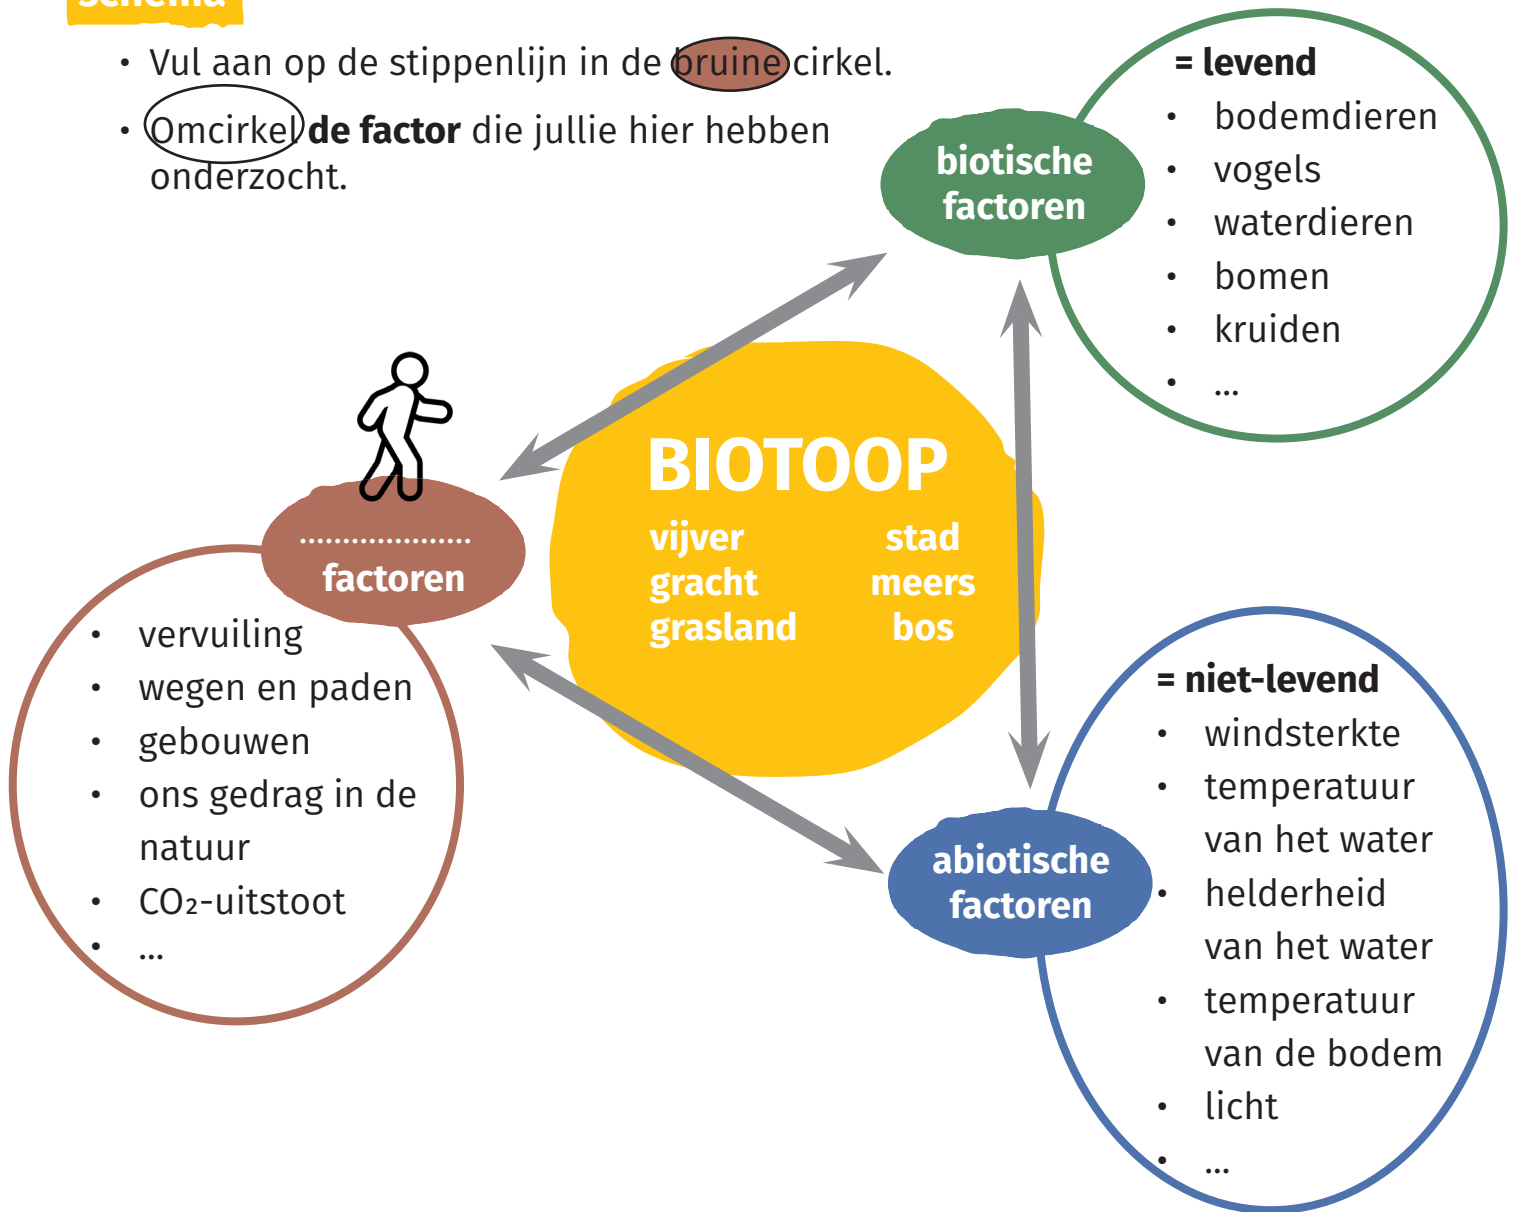 schema
• Vul aan op de stippenlijn in de bruine cirkel.
• Omcirkel de factor die jullie hier hebben
onderzocht.
biotische
factoren
= levend
• bodemdieren
• vogels
• waterdieren
• bomen
• kruiden
• ...
BIOTOOP
vijver stad
gracht meers
grasland bos
....................
factoren
• vervuiling
• wegen en paden
• gebouwen
• ons gedrag in de
natuur
• CO₂-uitstoot
• ...
abiotische
factoren
= niet-levend
• windsterkte
• temperatuur
van het water
• helderheid
van het water
• temperatuur
van de bodem
• licht
• ...